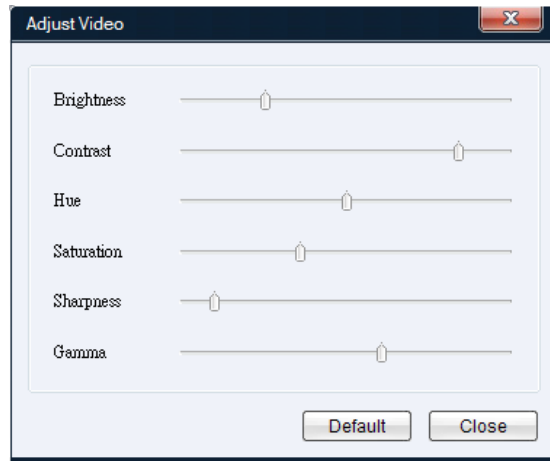 Adjust Video
Brightness
Contrast
Hue
Saturation
Sharpness
Gamma
Default Close